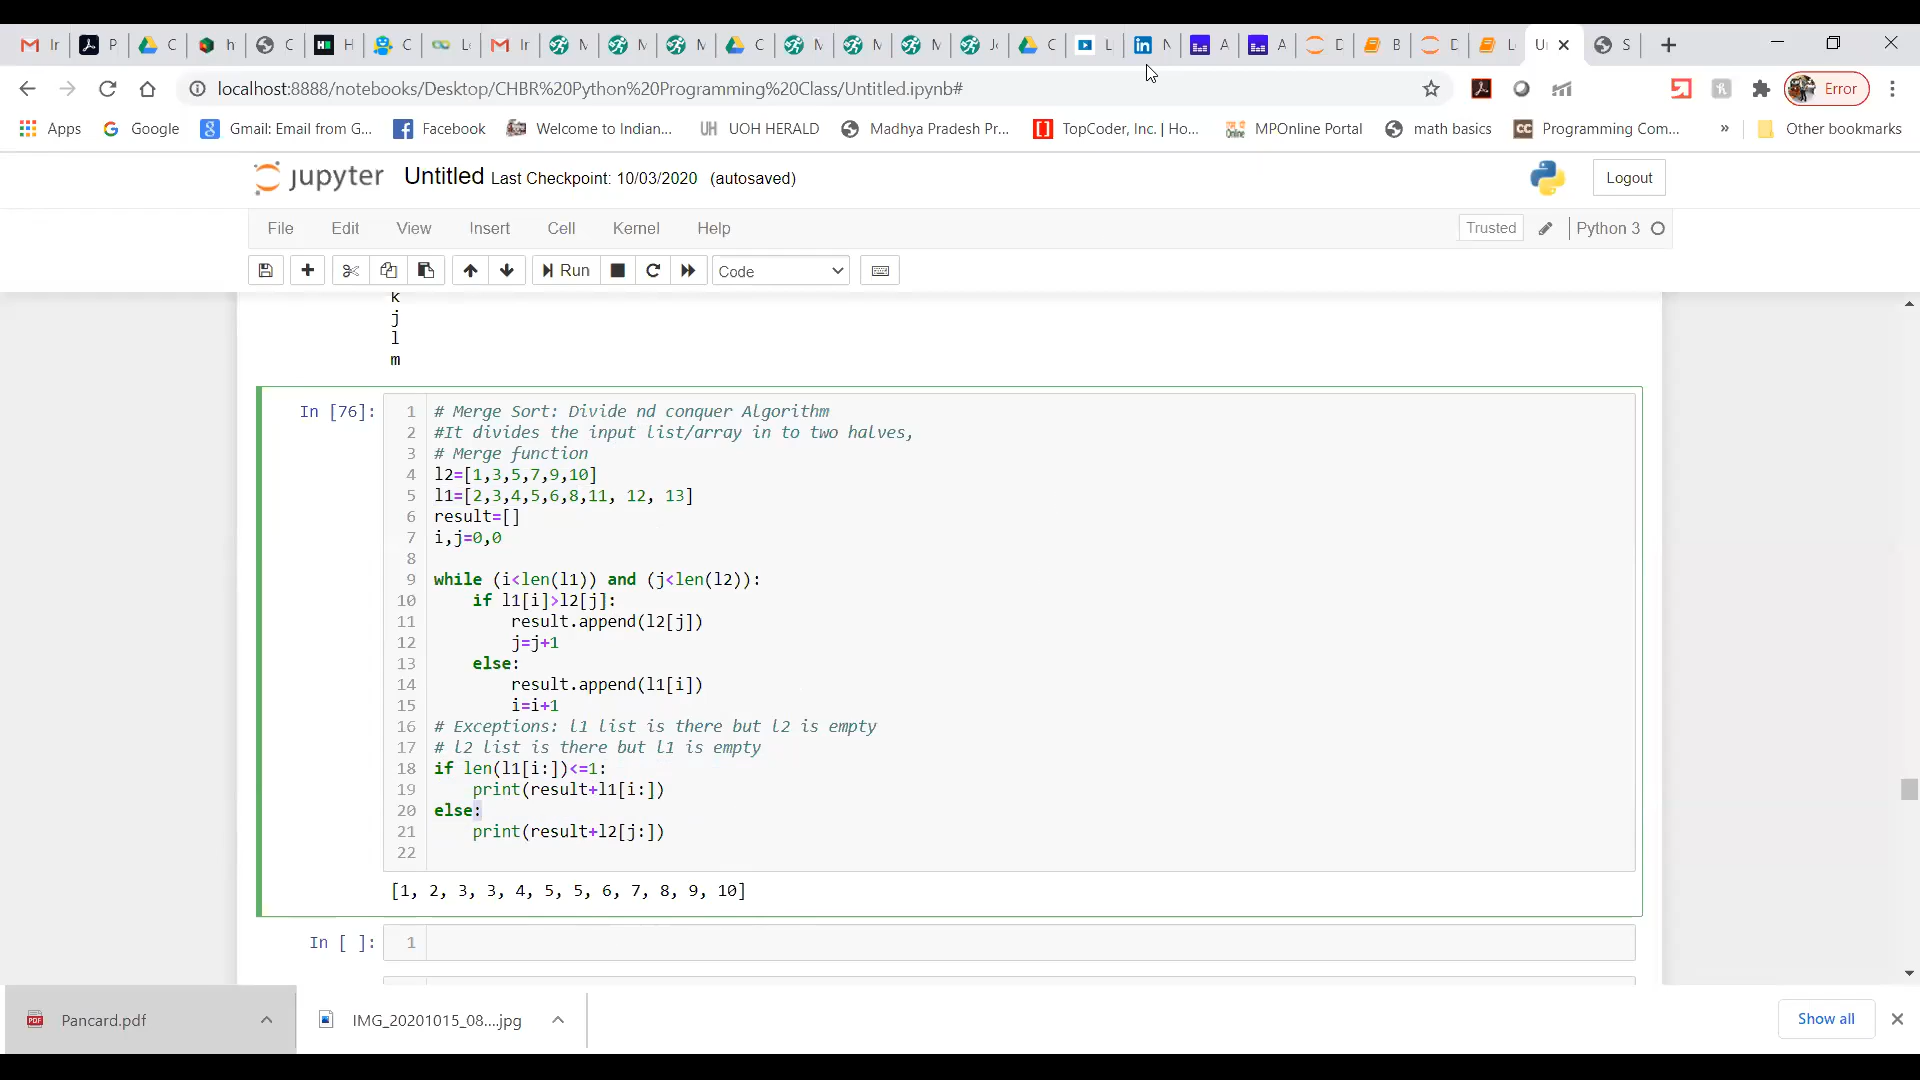 Ir P C h C H C Lo Ir M M M C M M M Jo C L N A A D B D Lo Ur S
localhost:8888/notebooks/Desktop/CHBR%20Python%20Programming%20Class/Untitled.ipynb#
Error
Apps Google Gmail: Email from G... Facebook Welcome to Indian... UOH HERALD Madhya Pradesh Pr... TopCoder, Inc. | Ho... MPOnline Portal math basics Programming Com... » Other bookmarks
jupyter Untitled Last Checkpoint: 10/03/2020 (autosaved)
Logout
File Edit View Insert Cell Kernel Help
Trusted Python 3
Run Code
k
j
l
m
In [76]:
1 # Merge Sort: Divide nd conquer Algorithm
2 #It divides the input list/array in to two halves,
3 # Merge function
4 l2=[1,3,5,7,9,10]
5 l1=[2,3,4,5,6,8,11, 12, 13]
6 result=[]
7 i,j=0,0
8
9 while (i<len(l1)) and (j<len(l2)):
10 if l1[i]>l2[j]:
11 result.append(l2[j])
12 j=j+1
13 else:
14 result.append(l1[i])
15 i=i+1
16 # Exceptions: l1 list is there but l2 is empty
17 # l2 list is there but l1 is empty
18 if len(l1[i:])<=1:
19 print(result+l1[i:])
20 else:
21 print(result+l2[j:])
22
[1, 2, 3, 3, 4, 5, 5, 6, 7, 8, 9, 10]
In [ ]: 1
Pancard.pdf IMG_20201015_08....jpg Show all